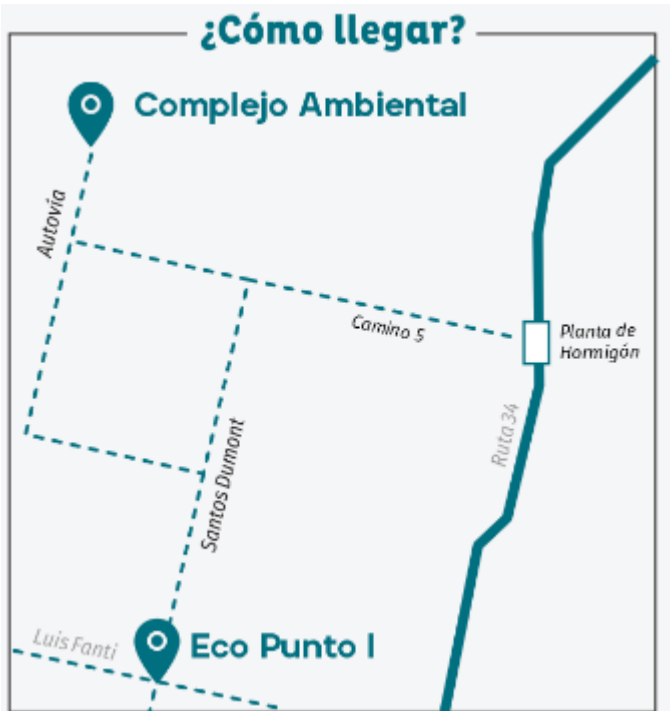 ¿Cómo llegar?
Complejo Ambiental
Autovía
Camino 5
Planta de
Hormigón
Ruta 34
Santos Dumont
Luis Fanti
Eco Punto I